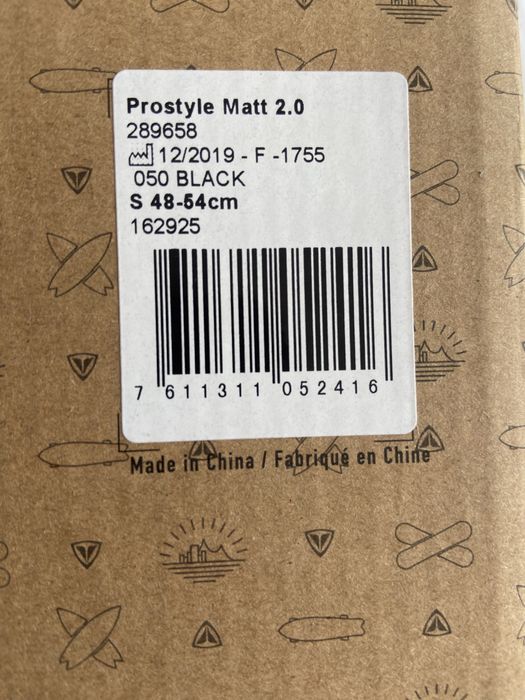 Prostyle Matt 2.0
289658
12/2019 - F -1755
050 BLACK
S 48-54cm
162925
7 611311 052416
Made in China / Fabriqué en Chine